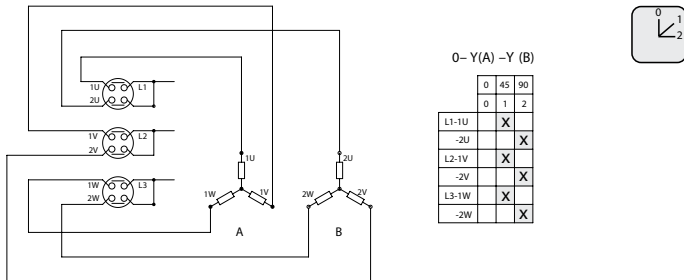 1U L1
2U
1V L2
2V
1W L3
2W
1U
1W 1V
A
2U
2W 2V
B
0– Y(A) –Y (B)
0 45 90
0 1 2
L1-1U X
-2U X
L2-1V X
-2V X
L3-1W X
-2W X
0
1
2